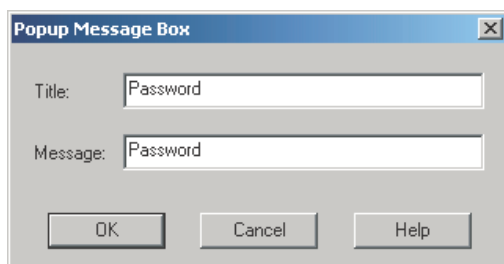 Popup Message Box
Title: Password
Message: Password
OK Cancel Help